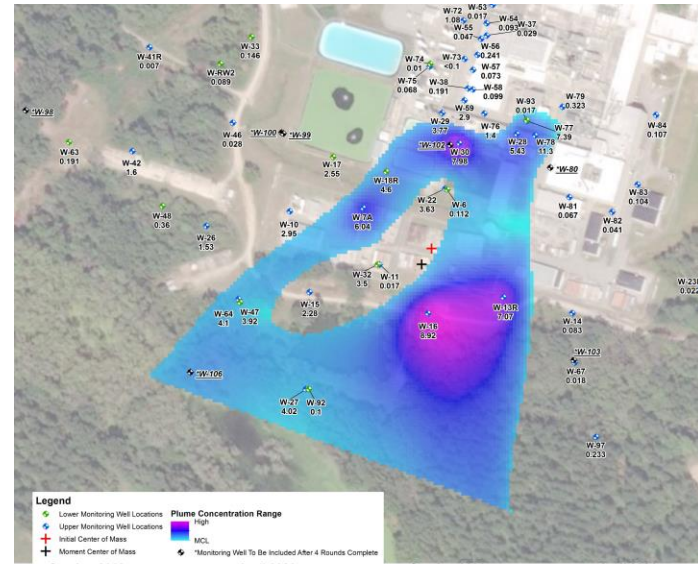 W-53
0.017
W-72
1.08
W-54
0.093
W-37
0.029
W-55
0.047
W-33
0.146
W-41R
0.007
W-56
0.241
W-74
0.01
W-73
<0.1
W-RW2
0.089
W-57
0.073
W-75
0.068
W-38
0.191
W-58
0.099
*W-98
W-59
2.9
W-93
0.017
W-79
0.323
W-46
0.028
*W-100
*W-99
W-29
3.77
W-76
1.4
W-77
7.39
W-84
0.107
W-63
0.191
W-42
1.6
*W-102
W-30
7.98
W-28
5.43
W-78
11.3
W-17
2.55
*W-80
W-18R
4.6
W-83
0.104
W-22
3.63
W-6
0.112
W-81
0.067
W-48
0.36
W-10
2.95
W-7A
6.04
W-82
0.041
W-26
1.53
W-32
3.5
W-11
0.017
0.022
W-15
2.28
W-13R
7.07
W-64
4.1
W-47
3.92
W-16
8.92
W-14
0.083
*W-103
*W-106
W-67
0.018
W-27
4.02
W-92
0.1
W-97
0.233
Legend
Lower Monitoring Well Locations
Upper Monitoring Well Locations
Initial Center of Mass
Moment Center of Mass
Plume Concentration Range
High
MCL
*Monitoring Well To Be Included After 4 Rounds Complete